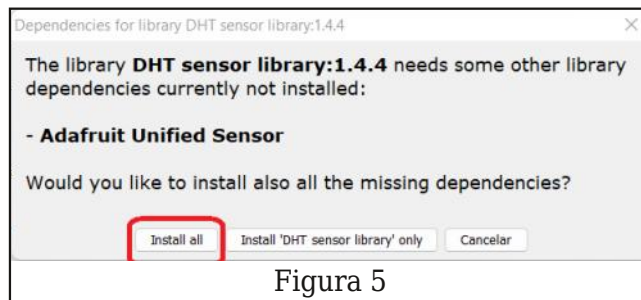 Dependencies for library DHT sensor library:1.4.4
The library DHT sensor library:1.4.4 needs some other library
dependencies currently not installed:
- Adafruit Unified Sensor
Would you like to install also all the missing dependencies?
Install all Install 'DHT sensor library' only Cancelar
Figura 5